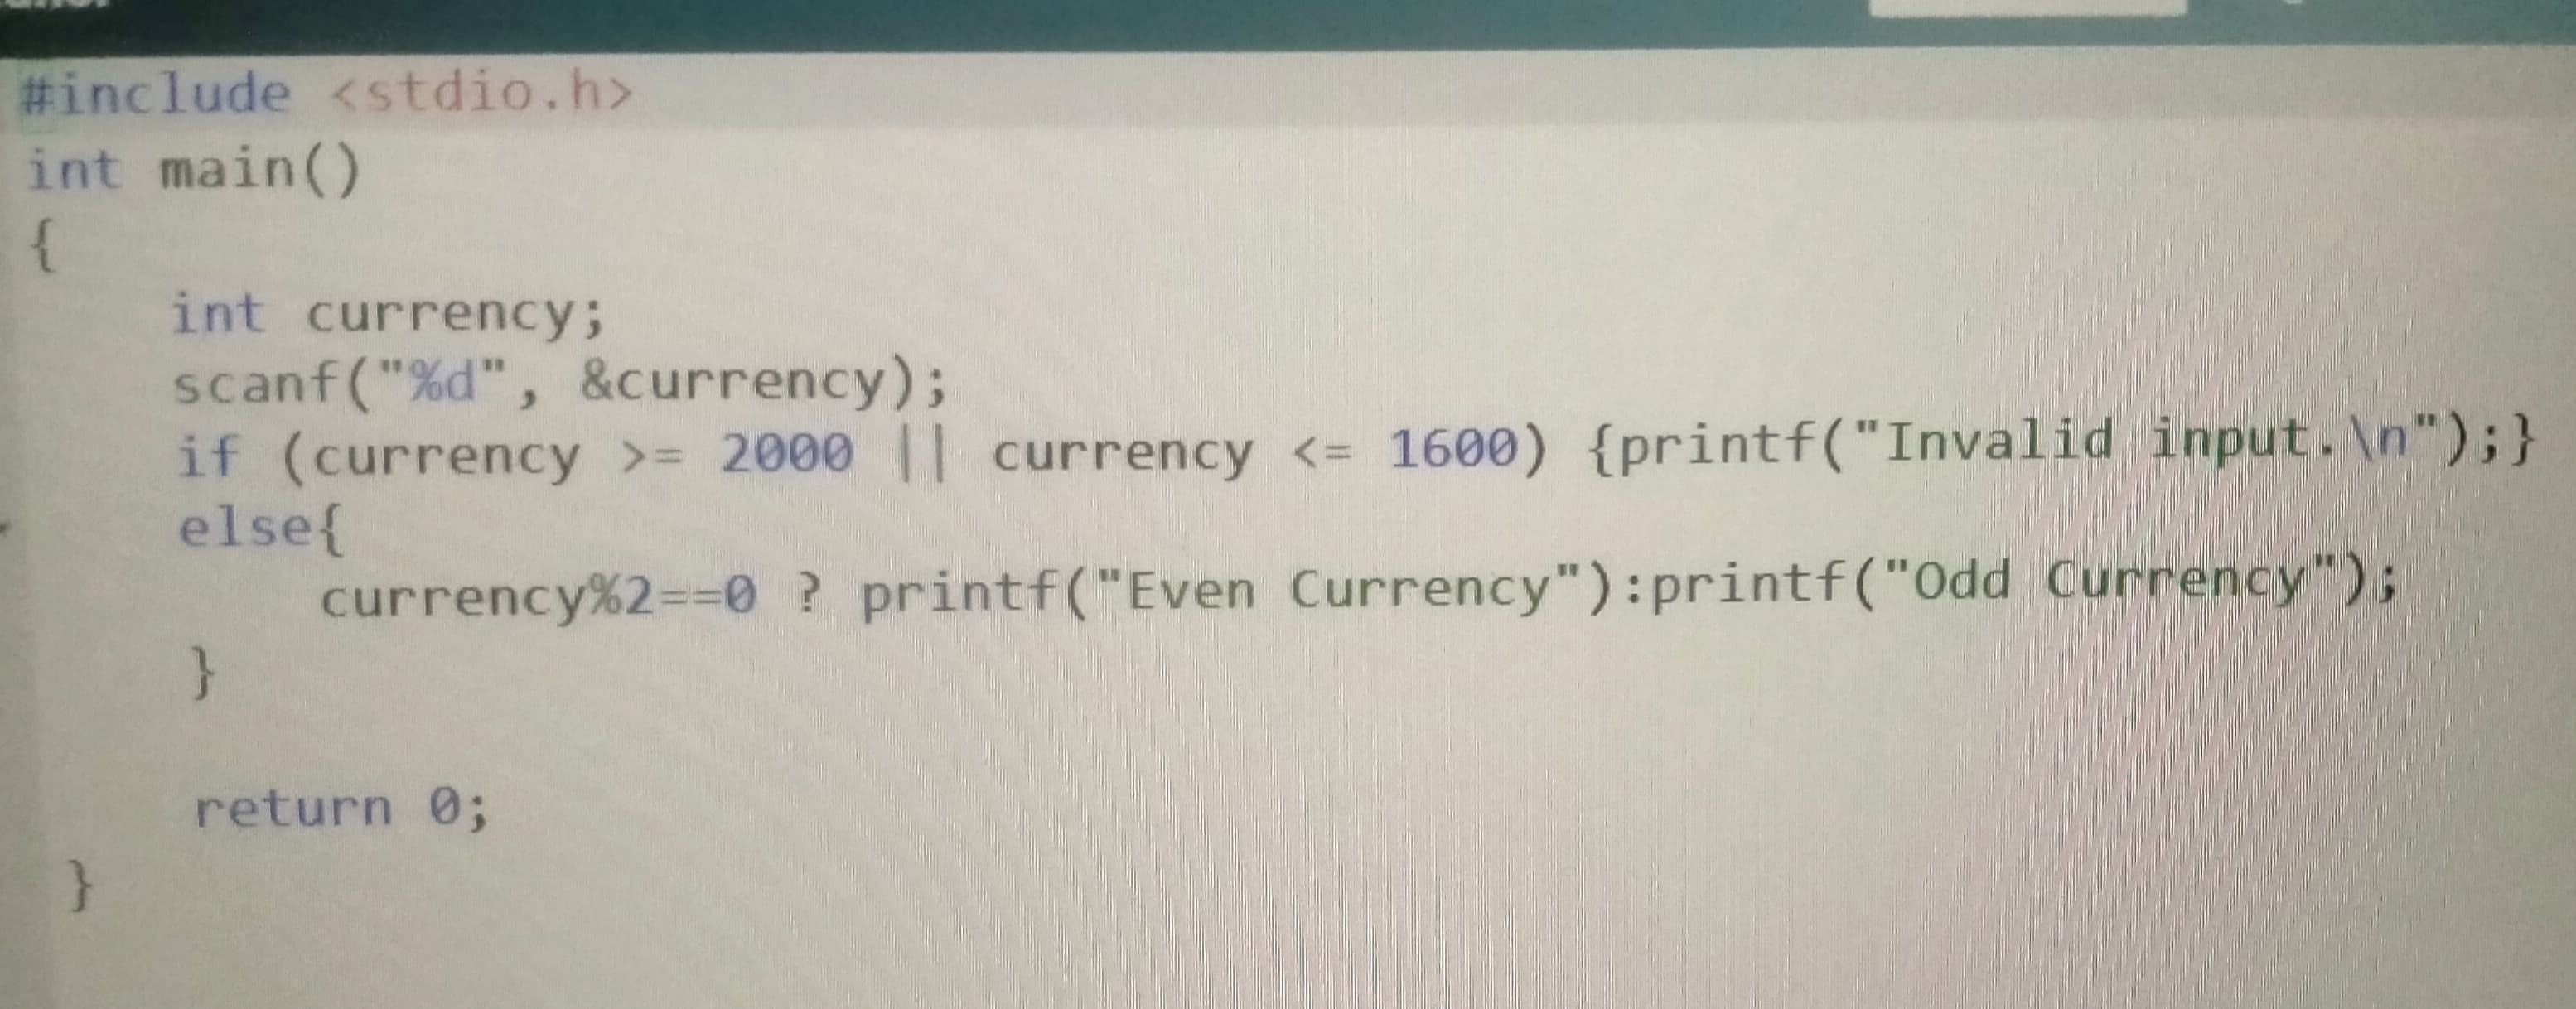 #include <stdio.h>
int main()
{
    int currency;
    scanf("%d", &currency);
    if (currency >= 2000 || currency <= 1600) {printf("Invalid input.\n");}
    else{
        currency%2==0 ? printf("Even Currency"):printf("Odd Currency");
    }
    return 0;
}